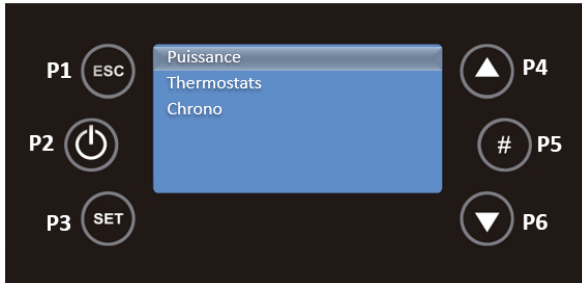 P1 ESC
Puissance
P4
Thermostats
Chrono
P2
# P5
P3 SET
P6